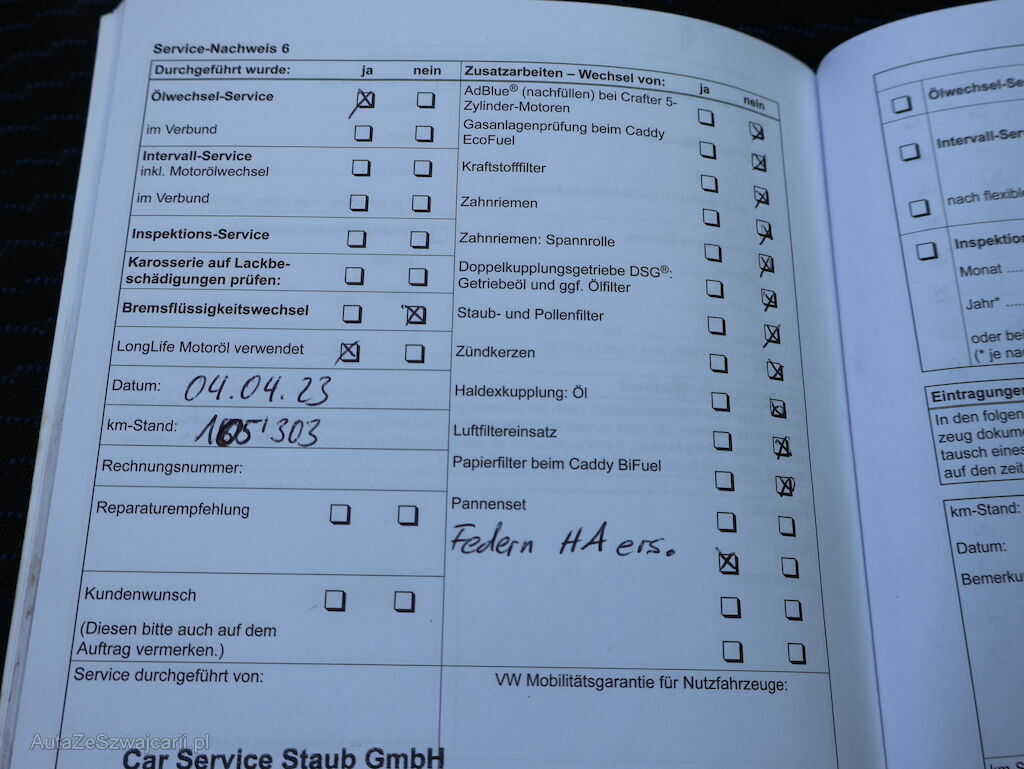 Service-Nachweis 6
Durchgeführt wurde: ja nein
Ölwechsel-Service
im Verbund
Intervall-Service
inkl. Motorölwechsel
im Verbund
Inspektions-Service
Karosserie auf Lackbe-
schädigungen prüfen:
Bremsflüssigkeitswechsel
LongLife Motoröl verwendet
Datum: 04.04.23
km-Stand: 105'303
Rechnungsnummer:
Reparaturempfehlung
Kundenwunsch
(Diesen bitte auch auf dem
Auftrag vermerken.)
Service durchgeführt von:
Car Service Staub GmbH
Zusatzarbeiten – Wechsel von: ja nein
AdBlue® (nachfüllen) bei Crafter 5-
Zylinder-Motoren
Gasanlagenprüfung beim Caddy
EcoFuel
Kraftstofffilter
Zahnriemen
Zahnriemen: Spannrolle
Doppelkupplungsgetriebe DSG®:
Getriebeöl und ggf. Ölfilter
Staub- und Pollenfilter
Zündkerzen
Haldexkupplung: Öl
Luftfiltereinsatz
Papierfilter beim Caddy BiFuel
Pannenset
Federn HA ers.
VW Mobilitätsgarantie für Nutzfahrzeuge:
Ölwechsel-Se
Intervall-Ser
nach flexible
Inspektion
Monat ....
Jahr* ....
oder bei
(* je na
Eintragungen
In den folgen
zeug dokume
tausch eines
auf den zeit
km-Stand:
Datum:
Bemerku
km-S
AutaZeSzwajcarii.pl